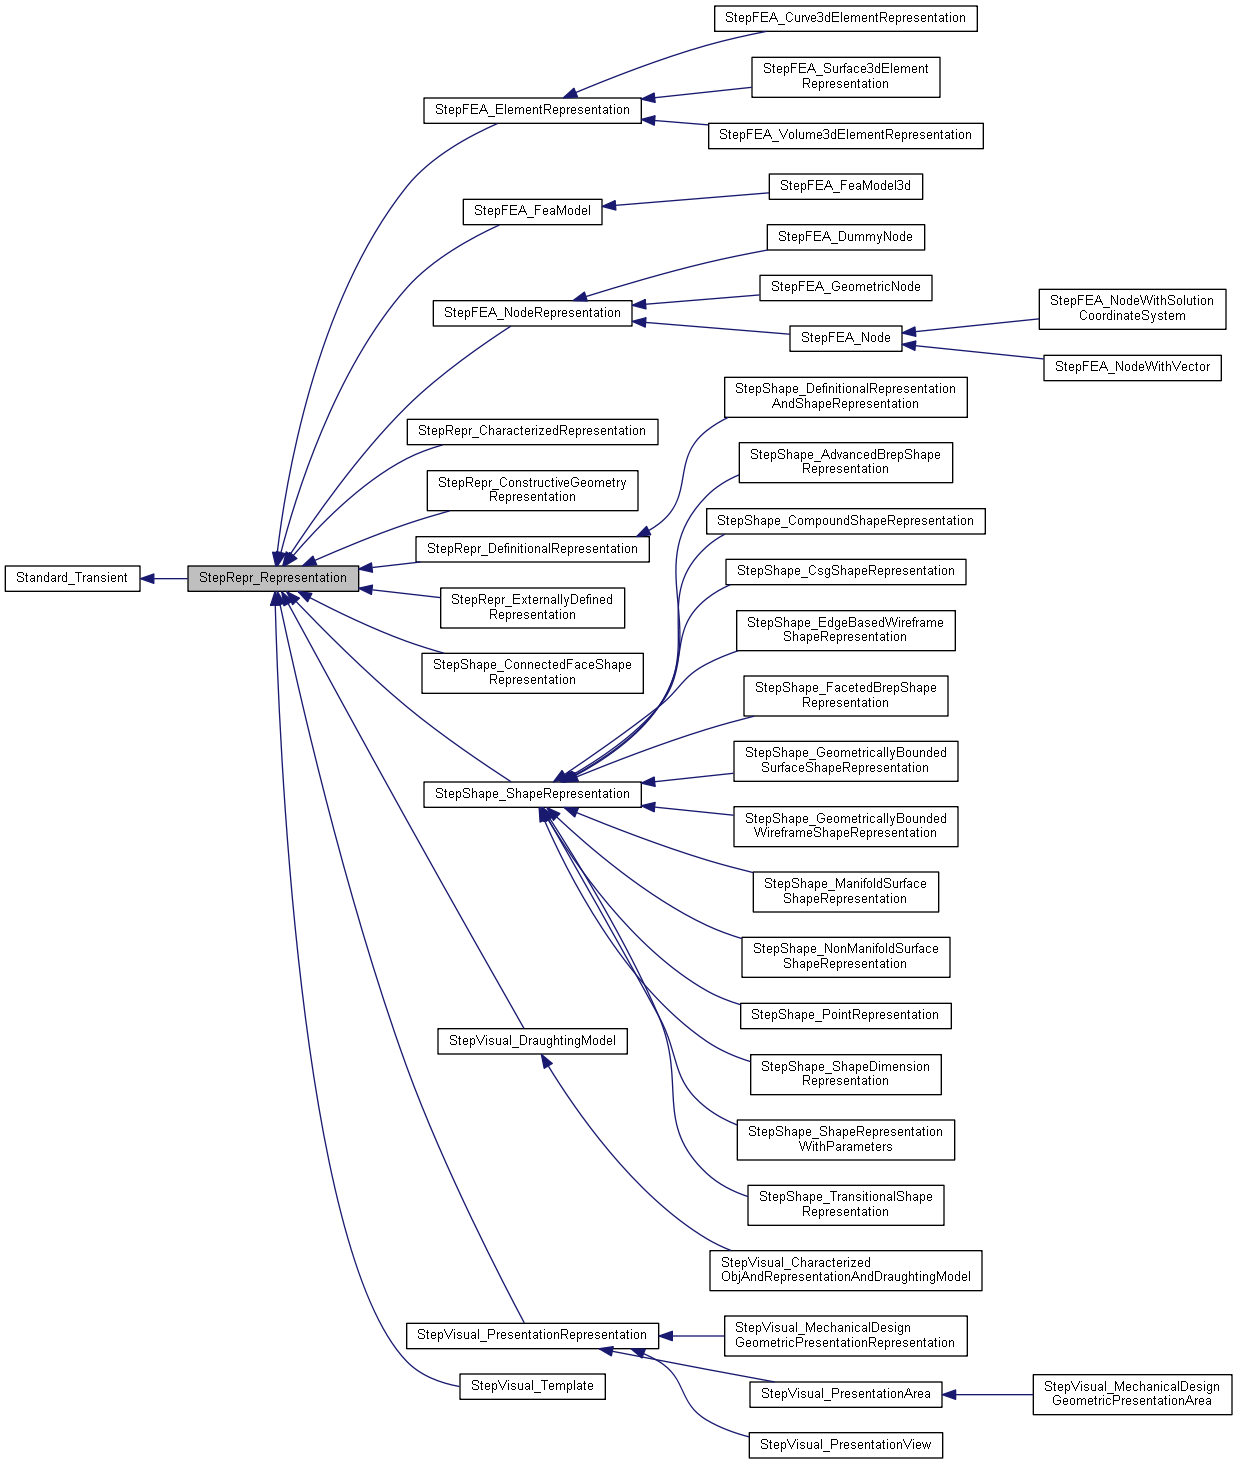 StepFEA_Curve3dElementRepresentation
StepFEA_Surface3dElement
Representation
StepFEA_ElementRepresentation
StepFEA_Volume3dElementRepresentation
StepFEA_FeaModel3d
StepFEA_FeaModel
StepFEA_DummyNode
StepFEA_GeometricNode
StepFEA_NodeRepresentation
StepFEA_Node
StepFEA_NodeWithSolution
CoordinateSystem
StepFEA_NodeWithVector
StepShape_DefinitionalRepresentation
AndShapeRepresentation
StepRepr_CharacterizedRepresentation
StepShape_AdvancedBrepShape
Representation
StepRepr_ConstructiveGeometry
Representation
StepShape_CompoundShapeRepresentation
StepRepr_DefinitionalRepresentation
StepShape_CsgShapeRepresentation
Standard_Transient
StepRepr_Representation
StepRepr_ExternallyDefined
Representation
StepShape_EdgeBasedWireframe
ShapeRepresentation
StepShape_ConnectedFaceShape
Representation
StepShape_FacetedBrepShape
Representation
StepShape_GeometricallyBounded
SurfaceShapeRepresentation
StepShape_ShapeRepresentation
StepShape_GeometricallyBounded
WireframeShapeRepresentation
StepShape_ManifoldSurface
ShapeRepresentation
StepShape_NonManifoldSurface
ShapeRepresentation
StepShape_PointRepresentation
StepVisual_DraughtingModel
StepShape_ShapeDimension
Representation
StepShape_ShapeRepresentation
WithParameters
StepShape_TransitionalShape
Representation
StepVisual_Characterized
ObjAndRepresentationAndDraughtingModel
StepVisual_PresentationRepresentation
StepVisual_MechanicalDesign
GeometricPresentationRepresentation
StepVisual_Template
StepVisual_PresentationArea
StepVisual_MechanicalDesign
GeometricPresentationArea
StepVisual_PresentationView